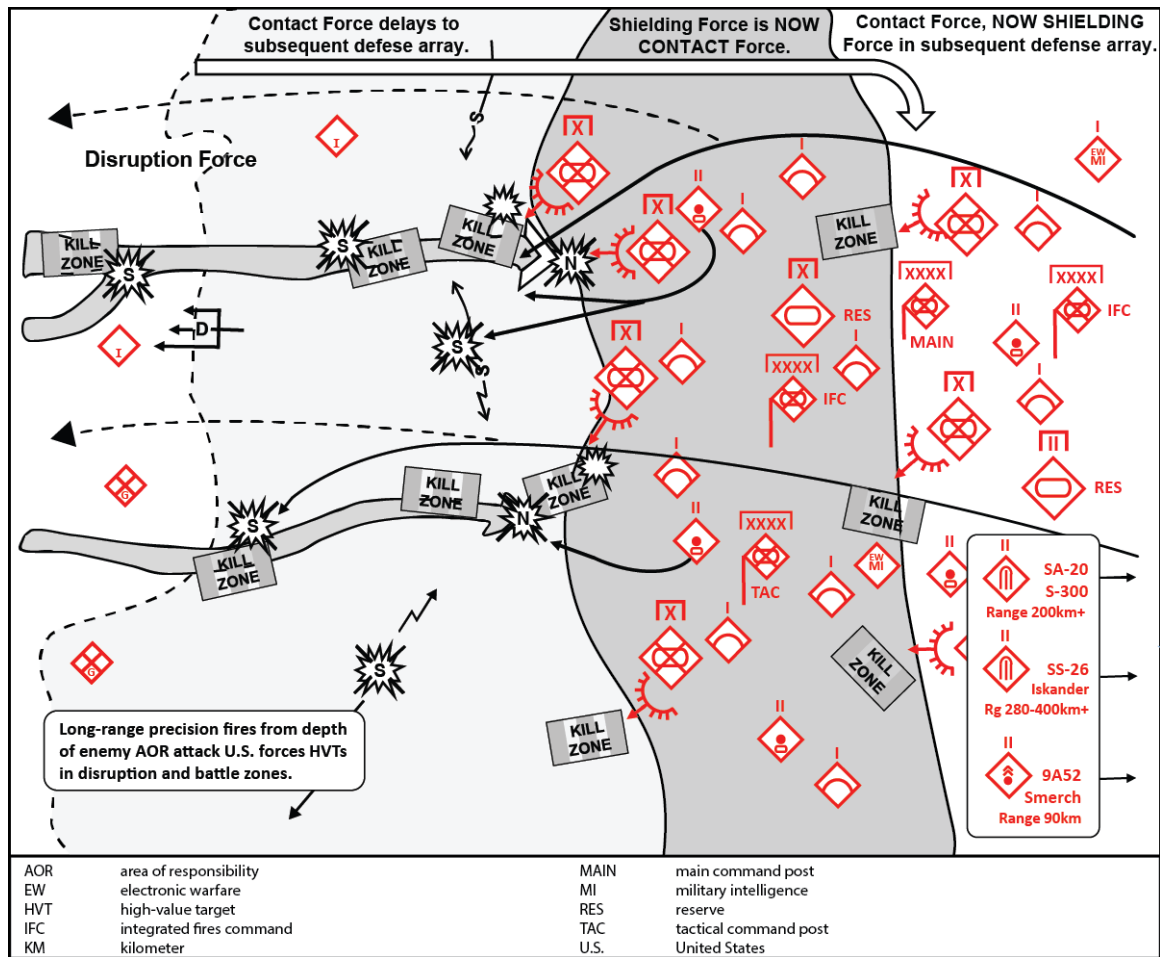 Contact Force delays to
subsequent defese array.
Shielding Force is NOW
CONTACT Force.
Contact Force, NOW SHIELDING
Force in subsequent defense array.
S
I
Disruption Force
X
I
I
EW
MI
KILL
ZONE
S
S
KILL
ZONE
KILL
ZONE
N
X
II
I
KILL
ZONE
X
I
I
D
S
S
X
I
X
RES
XXXX
IFC
I
XXXX
MAIN
II
XXXX
IFC
I
X
II
RES
G
S
KILL
ZONE
KILL
ZONE
N
KILL
ZONE
I
KILL
ZONE
G
S
II
XXXX
TAC
EW
MI
I
II
X
I
KILL
ZONE
KILL
ZONE
II
I
II
SA-20
S-300
Range 200km+
II
SS-26
Iskander
Rg 280-400km+
II
9A52
Smerch
Range 90km
Long-range precision fires from depth
of enemy AOR attack U.S. forces HVTs
in disruption and battle zones.
AOR area of responsibility
EW electronic warfare
HVT high-value target
IFC integrated fires command
KM kilometer
MAIN main command post
MI military intelligence
RES reserve
TAC tactical command post
U.S. United States